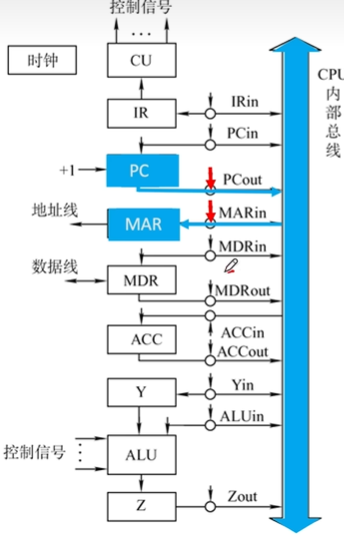 控制信号
…
时钟
CU
CPU
内
部
总
线
IR
IRin
PCin
+1
PC
PCout
地址线
MAR
MARin
MDRin
数据线
MDR
MDRout
ACC
ACCin
ACCout
Y
Yin
ALUin
控制信号
ALU
Z
Zout